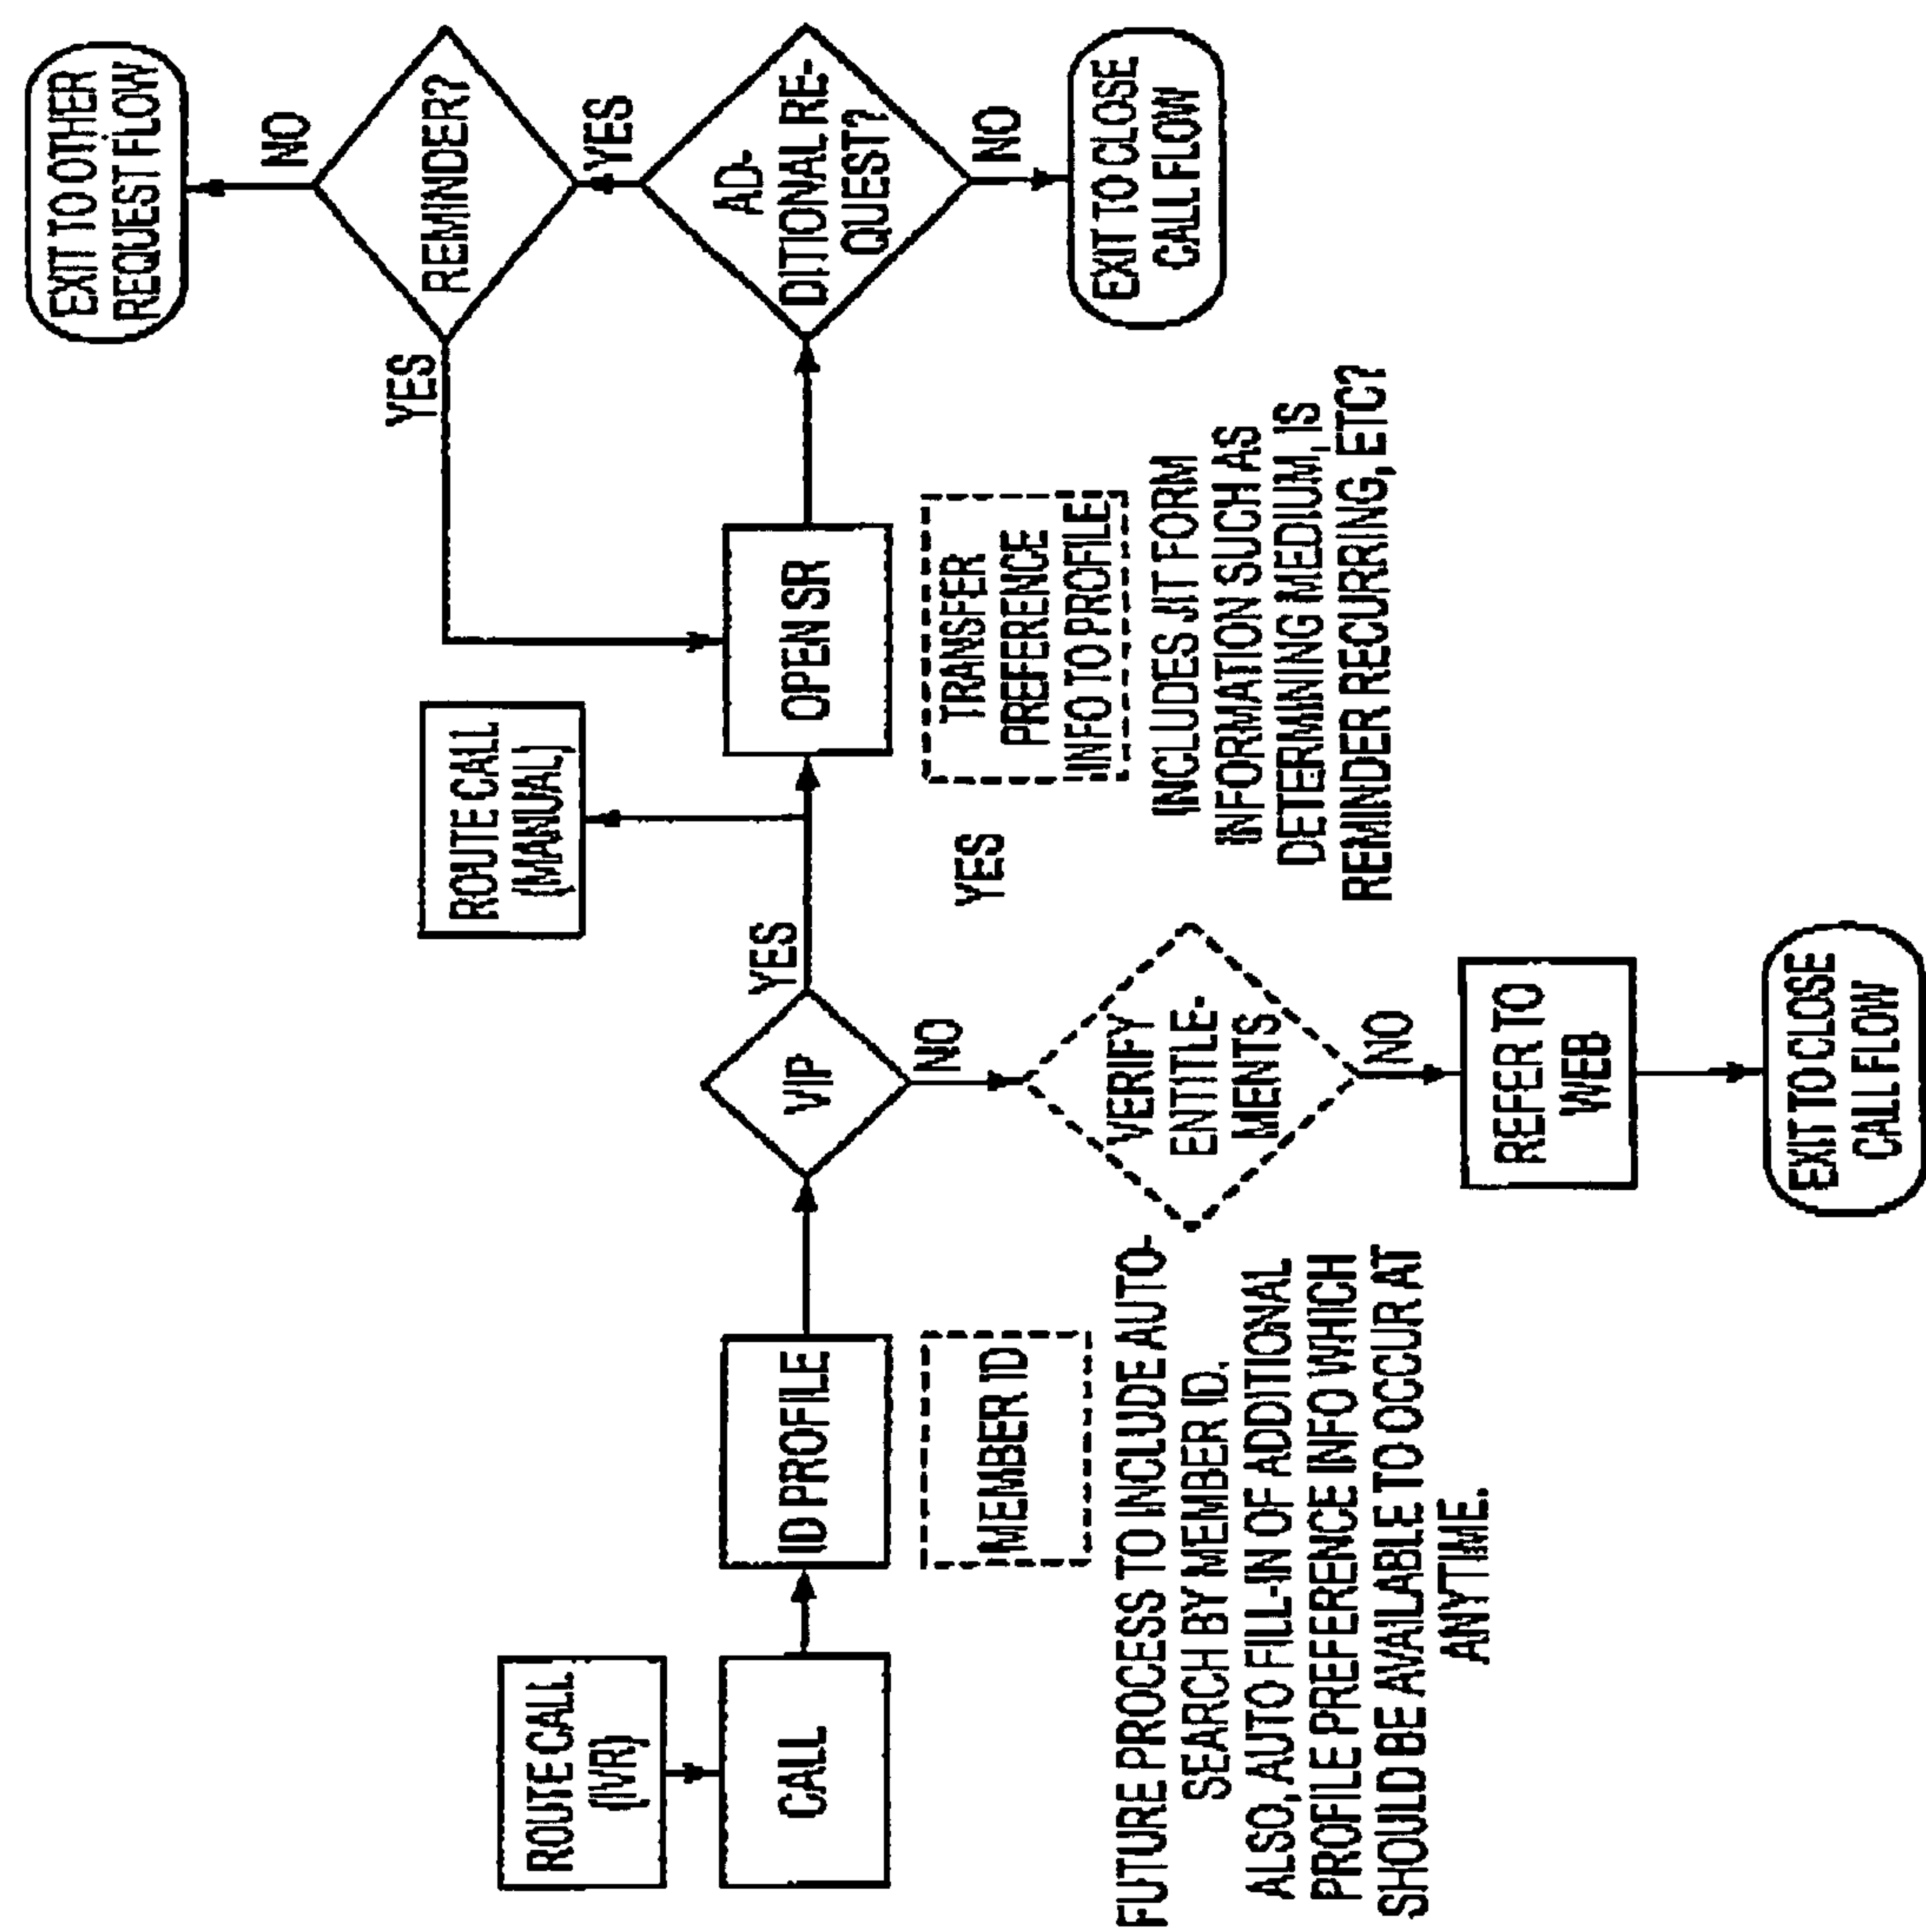 ROUTE CALL
(IVR)
CALL
ID PROFILE
MEMBER ID
FUTURE PROCESS TO INCLUDE AUTO-
SEARCH BY MEMBER ID.
ALSO, AUTO FILL-IN OF ADDITIONAL
PROFILE PREFERENCE INFO WHICH
SHOULD BE AVAILABLE TO OCCUR AT
ANYTIME.
VIP
YES
NO
VERIFY
ENTITLE-
MENTS
YES
NO
REFER TO
WEB
EXIT TO CLOSE
CALL FLOW
ROUTE CALL
(MANUAL)
OPEN SR
TRANSFER
PREFERENCE
INFO TO PROFILE
INCLUDES JIT FORM
INFORMATION SUCH AS
DETERMINING MEDIUM, IS
REMINDER RECURRING, ETC?
AD-
DITIONAL RE-
QUEST?
YES
NO
EXIT TO CLOSE
CALL FLOW
REMINDER?
YES
NO
EXIT TO OTHER
REQUEST FLOW